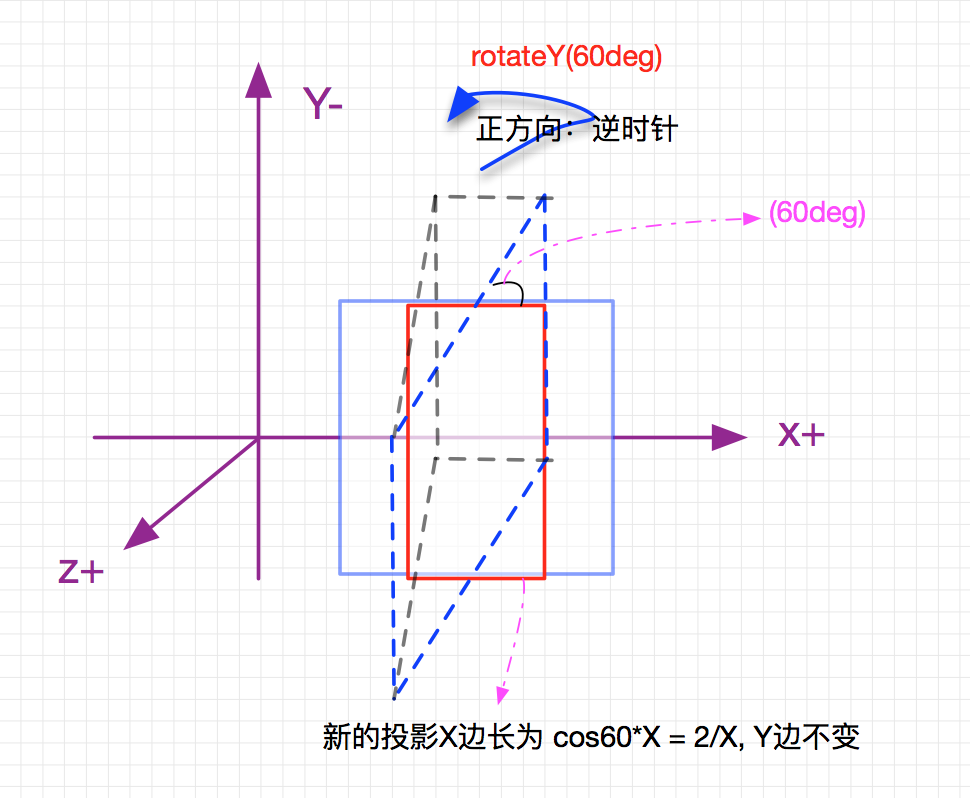 rotateY(60deg)
Y-
正方向：逆时针
(60deg)
X+
Z+
新的投影X边长为 cos60*X = 2/X, Y边不变